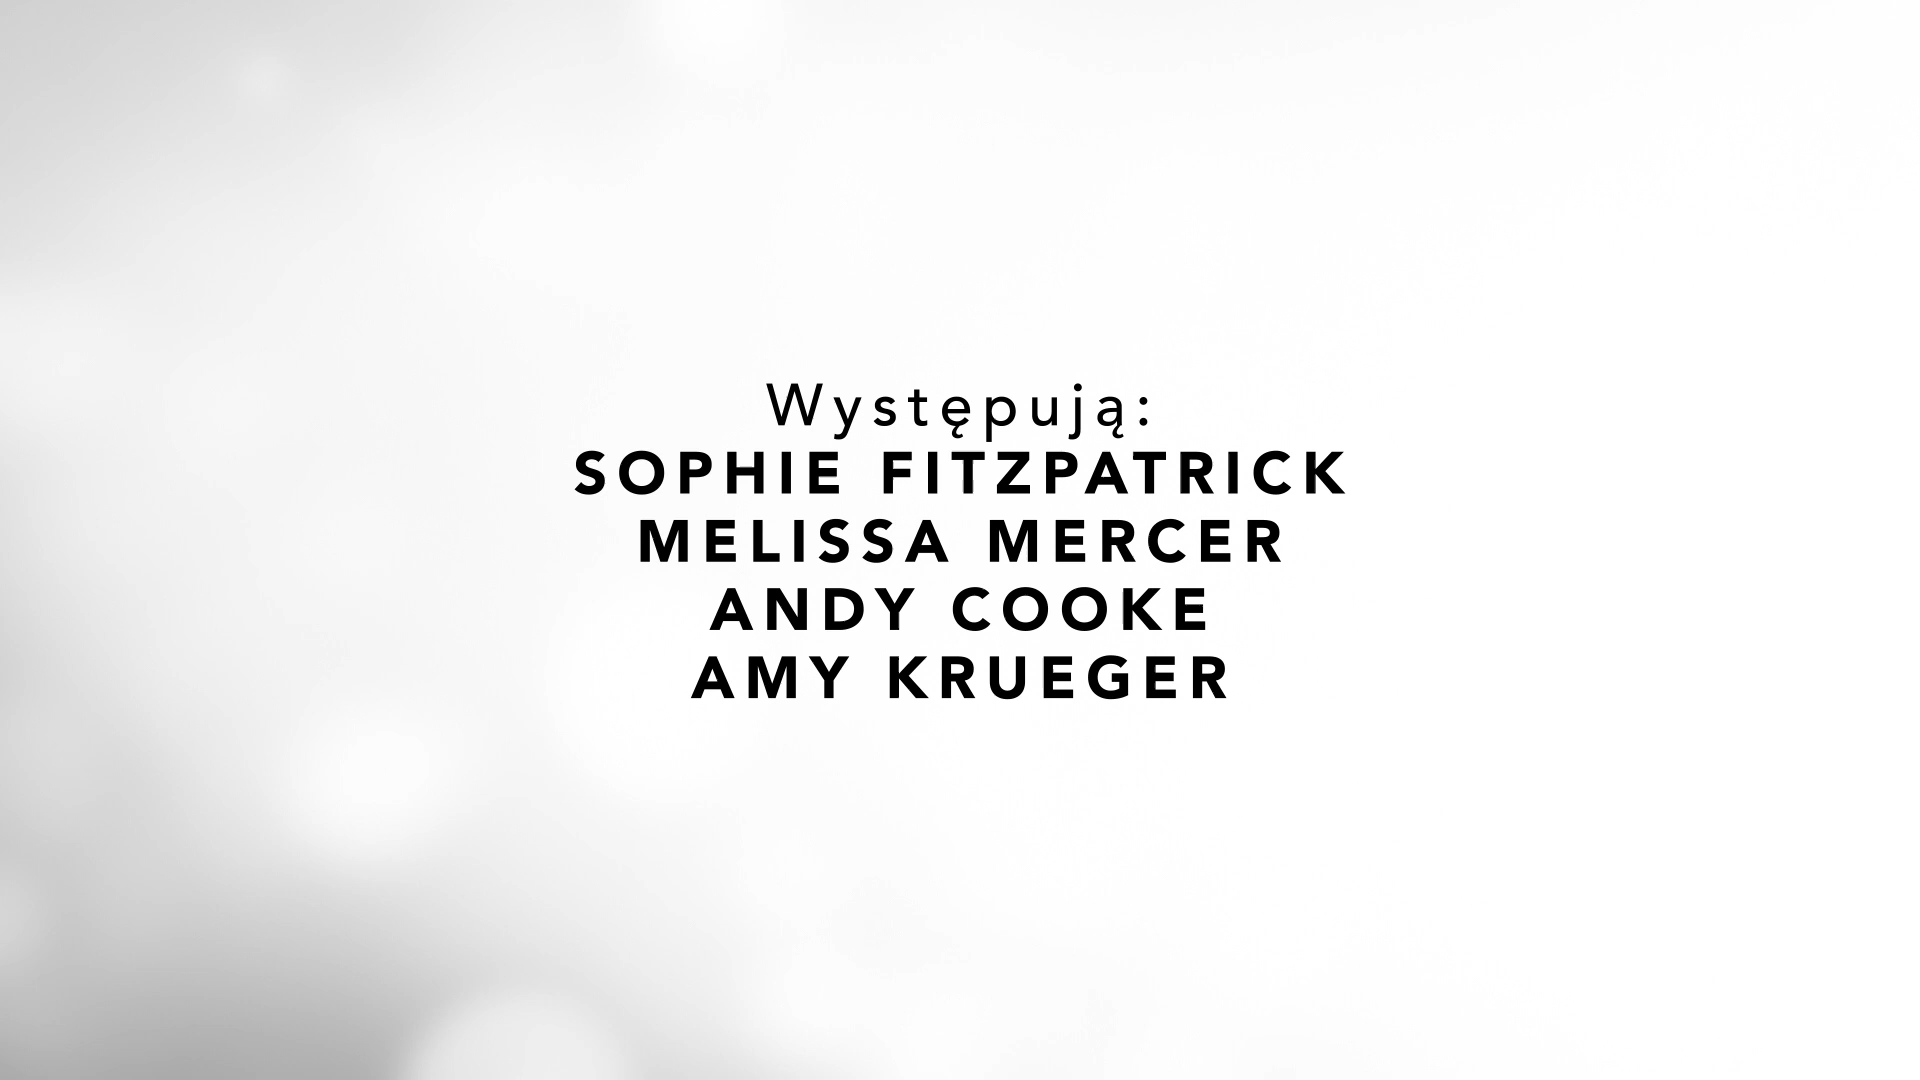 Występują:
SOPHIE FITZPATRICK
MELISSA MERCER
ANDY COOKE
AMY KRUEGER